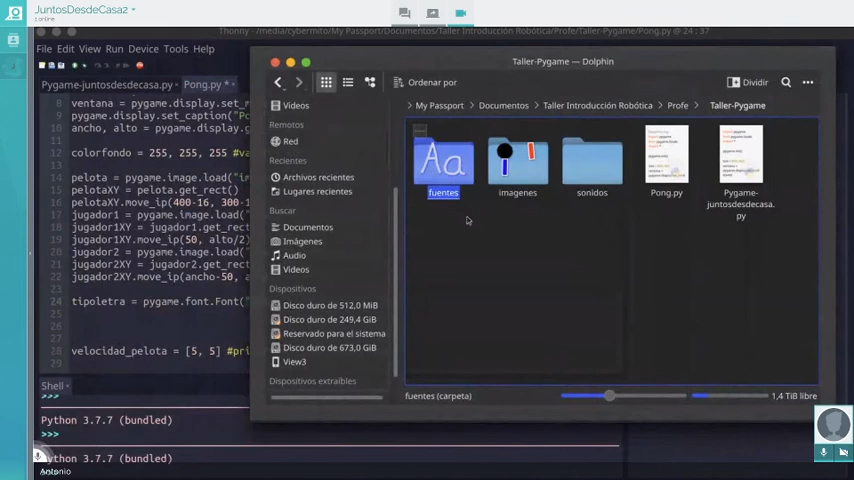 JuntosDesdeCasa2
1 online
Thonny - /media/cybermito/My Passport/Documentos/Taller Introducción Robótica/Profe/Taller-Pygame/Pong.py @ 24 : 37
File Edit View Run Device Tools Help
Pygame-juntosdesdecasa.py Pong.py *
8
9 ventana = pygame.display.set_m
9 pygame.display.set_caption("Po
10 ancho, alto = pygame.display.g
11
12 colorfondo = 255, 255, 255 #va
13
14 pelota = pygame.image.load("im
15 pelotaXY = pelota.get_rect()
16 pelotaXY.move_ip(400-16, 300-1
17 jugador1 = pygame.image.load("
18 jugador1XY = jugador1.get_rect
19 jugador1XY.move_ip(50, alto/2)
20 jugador2 = pygame.image.load("
21 jugador2XY = jugador2.get_rect
22 jugador2XY.move_ip(ancho-50, a
23
24 tipoletra = pygame.font.Font("
25
26
27
28 velocidad_pelota = [5, 5] #pri
29
Shell
>>>
Python 3.7.7 (bundled)
>>>
Python 3.7.7 (bundled)
Antonio
Taller-Pygame — Dolphin
Ordenar por
Dividir
My Passport > Documentos > Taller Introducción Robótica > Profe > Taller-Pygame
Vídeos
Remotos
Red
Recientes
Archivos recientes
Lugares recientes
Buscar
Documentos
Imágenes
Audio
Vídeos
Dispositivos
Disco duro de 512,0 MiB
Disco duro de 249,4 GiB
Reservado para el sistema
Disco duro de 673,0 GiB
View3
Dispositivos extraíbles
Aa
fuentes
imagenes
sonidos
Pong.py
Pygame-
juntosdesdecasa.
py
fuentes (carpeta)
1,4 TiB libre